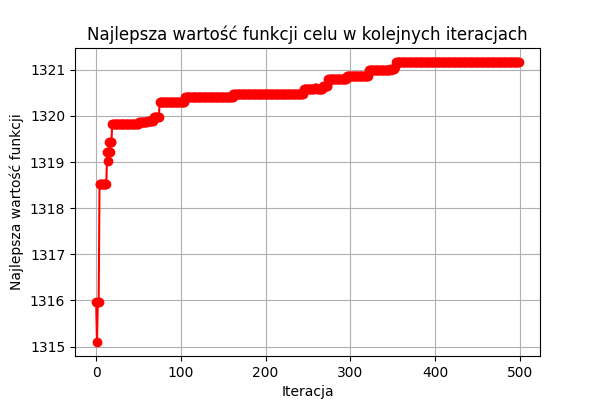 Najlepsza wartość funkcji celu w kolejnych iteracjach
Najlepsza wartość funkcji
1321
1320
1319
1318
1317
1316
1315
0 100 200 300 400 500
Iteracja